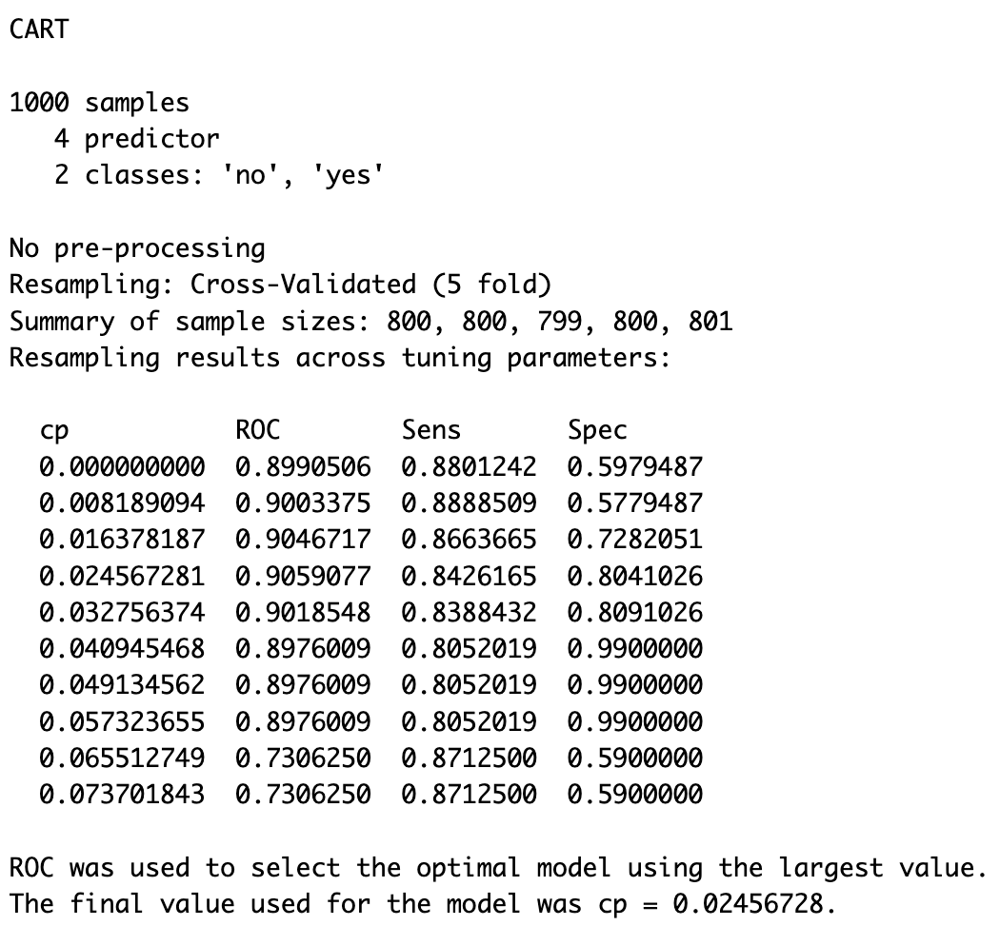 CART
1000 samples
4 predictor
2 classes: 'no', 'yes'
No pre-processing
Resampling: Cross-Validated (5 fold)
Summary of sample sizes: 800, 800, 799, 800, 801
Resampling results across tuning parameters:
cp ROC Sens Spec
0.000000000 0.8990506 0.8801242 0.5979487
0.008189094 0.9003375 0.8888509 0.5779487
0.016378187 0.9046717 0.8663665 0.7282051
0.024567281 0.9059077 0.8426165 0.8041026
0.032756374 0.9018548 0.8388432 0.8091026
0.040945468 0.8976009 0.8052019 0.9900000
0.049134562 0.8976009 0.8052019 0.9900000
0.057323655 0.8976009 0.8052019 0.9900000
0.065512749 0.7306250 0.8712500 0.5900000
0.073701843 0.7306250 0.8712500 0.5900000
ROC was used to select the optimal model using the largest value.
The final value used for the model was cp = 0.02456728.